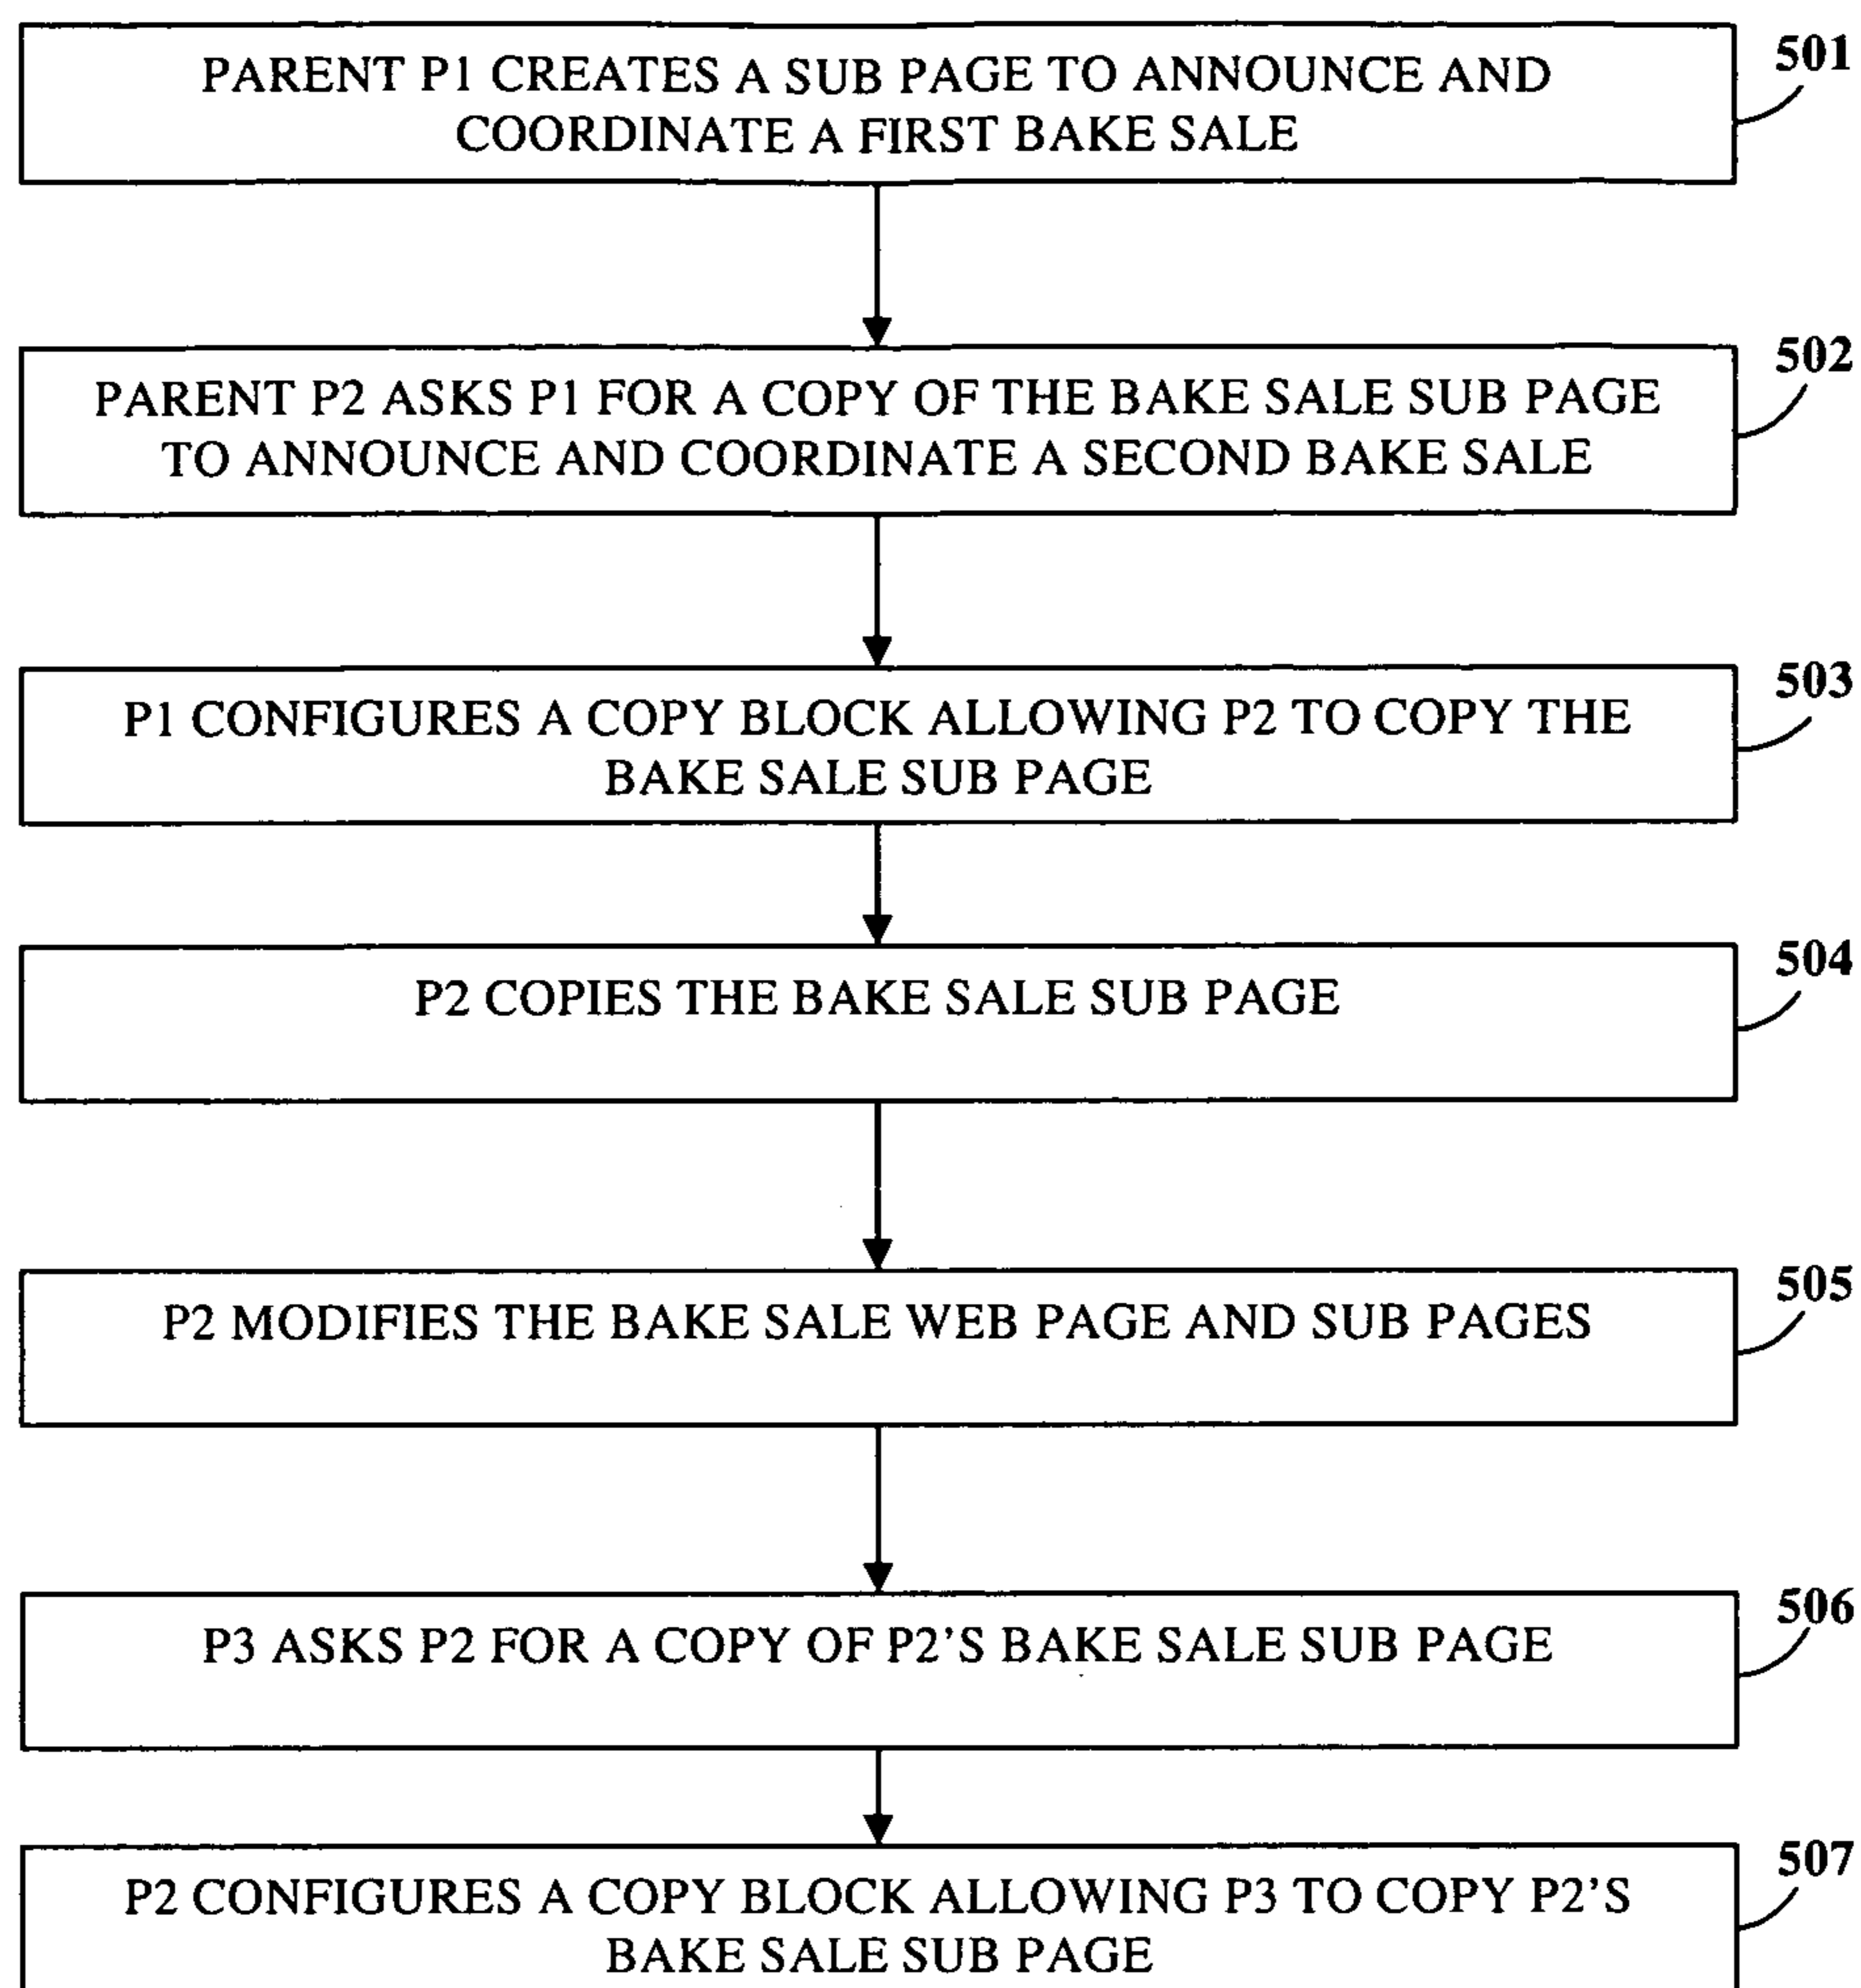 PARENT P1 CREATES A SUB PAGE TO ANNOUNCE AND
COORDINATE A FIRST BAKE SALE
501
PARENT P2 ASKS P1 FOR A COPY OF THE BAKE SALE SUB PAGE
TO ANNOUNCE AND COORDINATE A SECOND BAKE SALE
502
P1 CONFIGURES A COPY BLOCK ALLOWING P2 TO COPY THE
BAKE SALE SUB PAGE
503
P2 COPIES THE BAKE SALE SUB PAGE
504
P2 MODIFIES THE BAKE SALE WEB PAGE AND SUB PAGES
505
P3 ASKS P2 FOR A COPY OF P2'S BAKE SALE SUB PAGE
506
P2 CONFIGURES A COPY BLOCK ALLOWING P3 TO COPY P2'S
BAKE SALE SUB PAGE
507